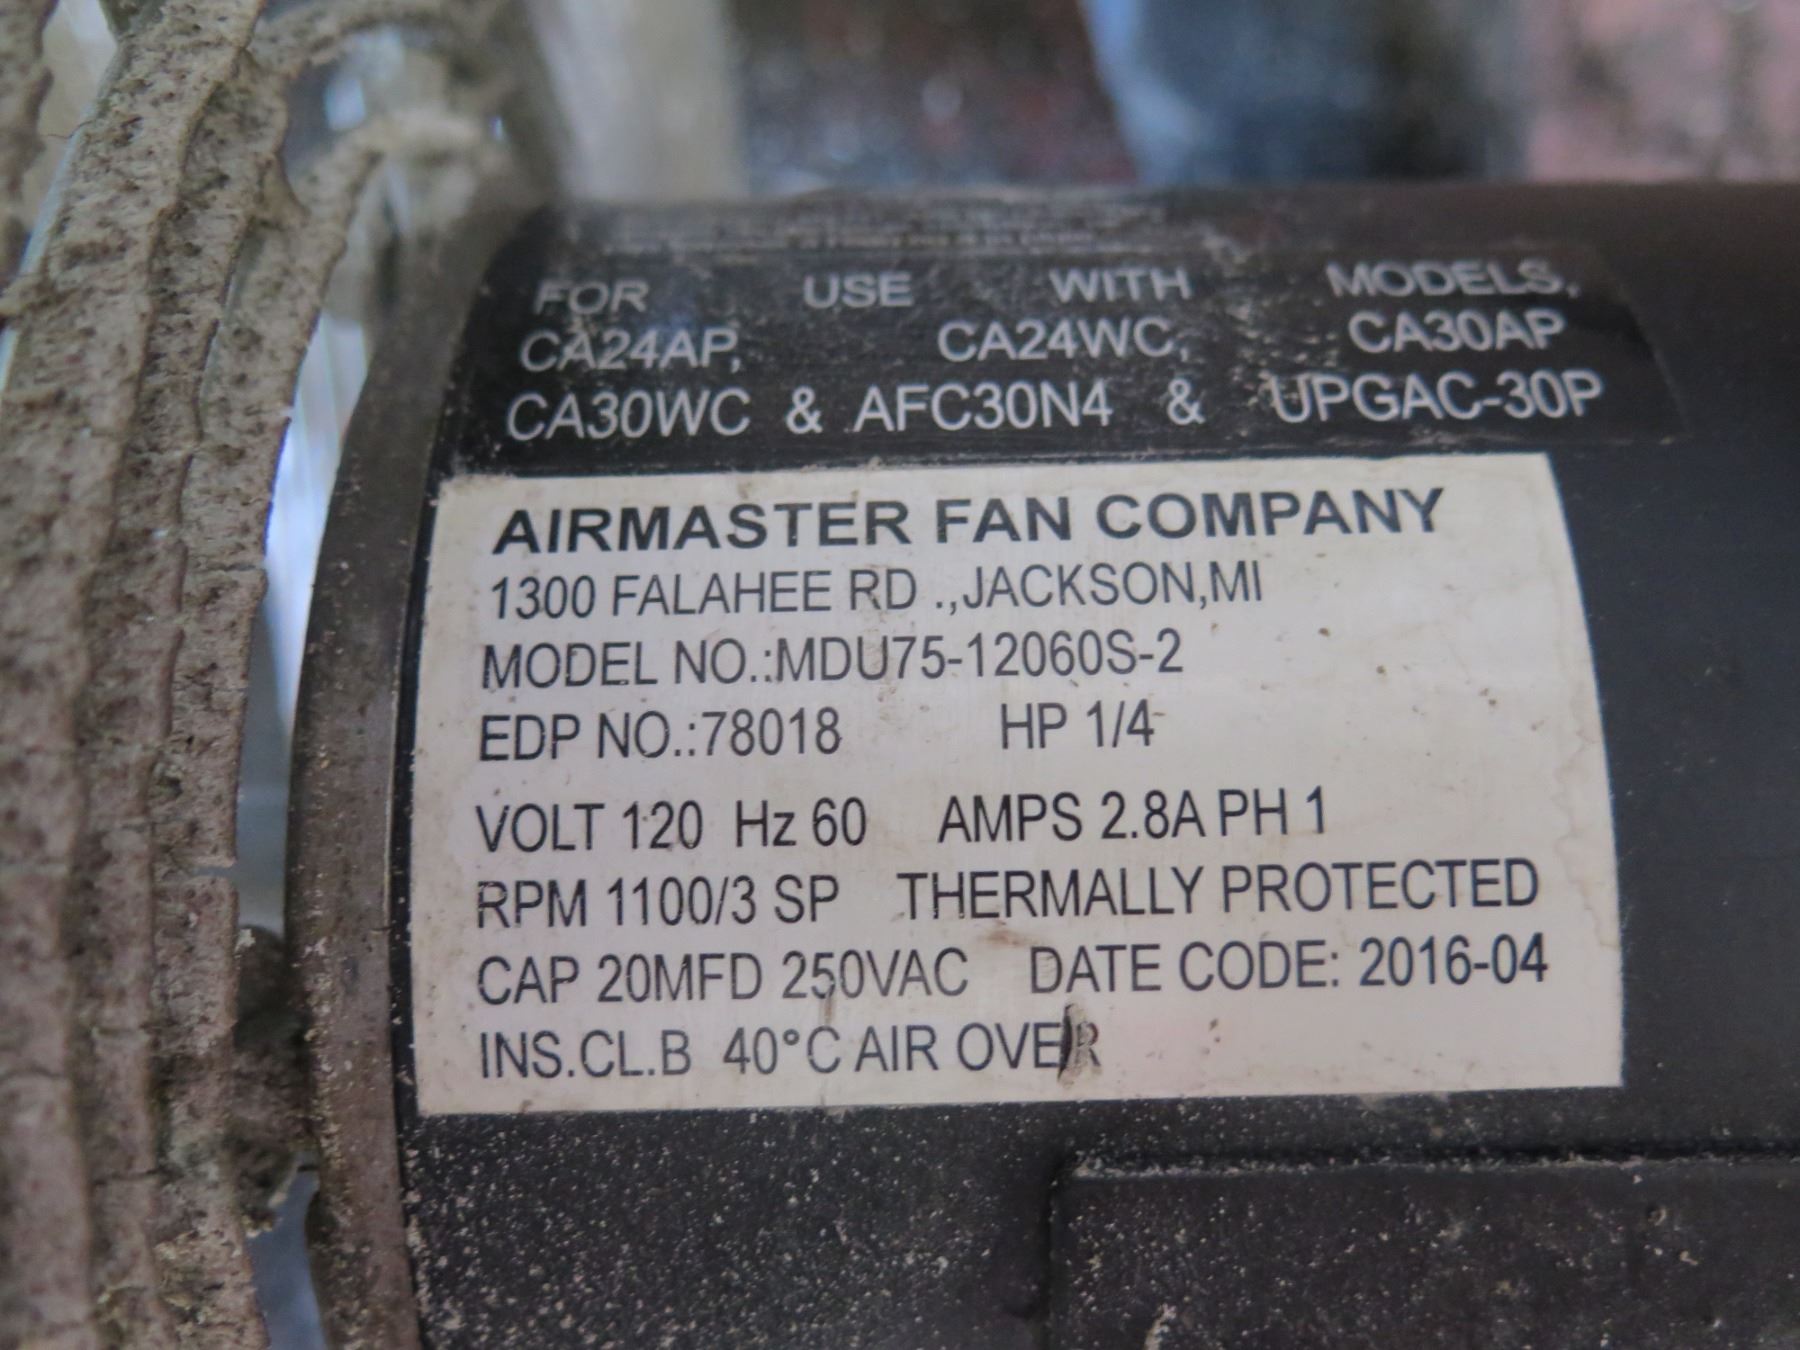 FOR USE WITH MODELS,
CA24AP, CA24WC, CA30AP
CA30WC & AFC30N4 & UPGAC-30P
AIRMASTER FAN COMPANY
1300 FALAHEE RD .,JACKSON,MI
MODEL NO.:MDU75-12060S-2
EDP NO.:78018 HP 1/4
VOLT 120 Hz 60 AMPS 2.8A PH 1
RPM 1100/3 SP THERMALLY PROTECTED
CAP 20MFD 250VAC DATE CODE: 2016-04
INS.CL.B 40°C AIR OVER